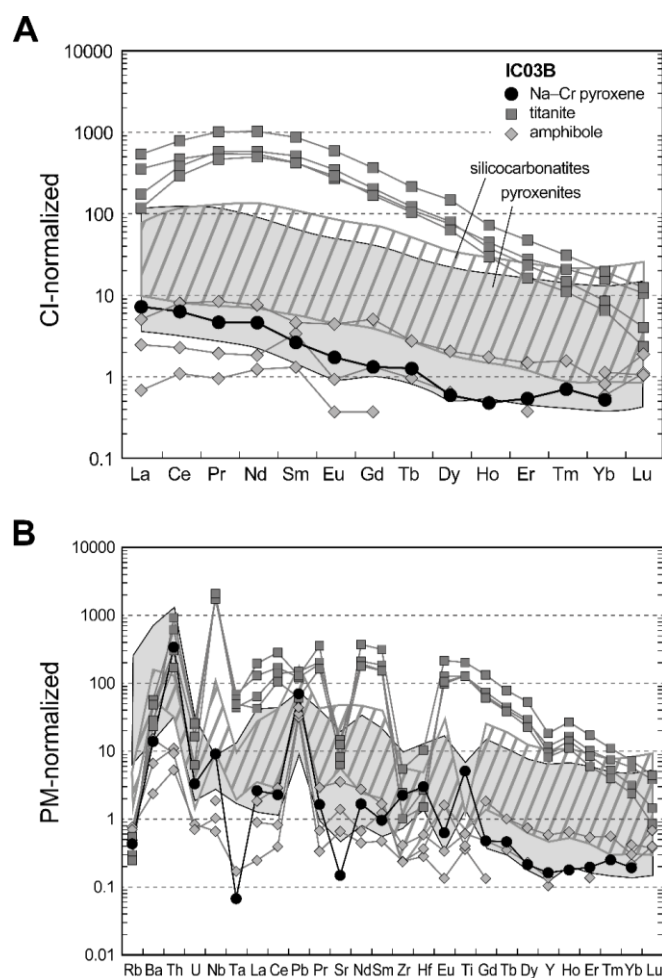 A
10000
1000
100
10
1
0.1
CI-normalized
IC03B
Na–Cr pyroxene
titanite
amphibole
silicocarbonatites
pyroxenites
La Ce Pr Nd Sm Eu Gd Tb Dy Ho Er Tm Yb Lu
B
10000
1000
100
10
1
0.1
0.01
PM-normalized
Rb Ba Th U Nb Ta La Ce Pb Pr Sr Nd Sm Zr Hf Eu Ti Gd Tb Dy Y Ho Er Tm Yb Lu